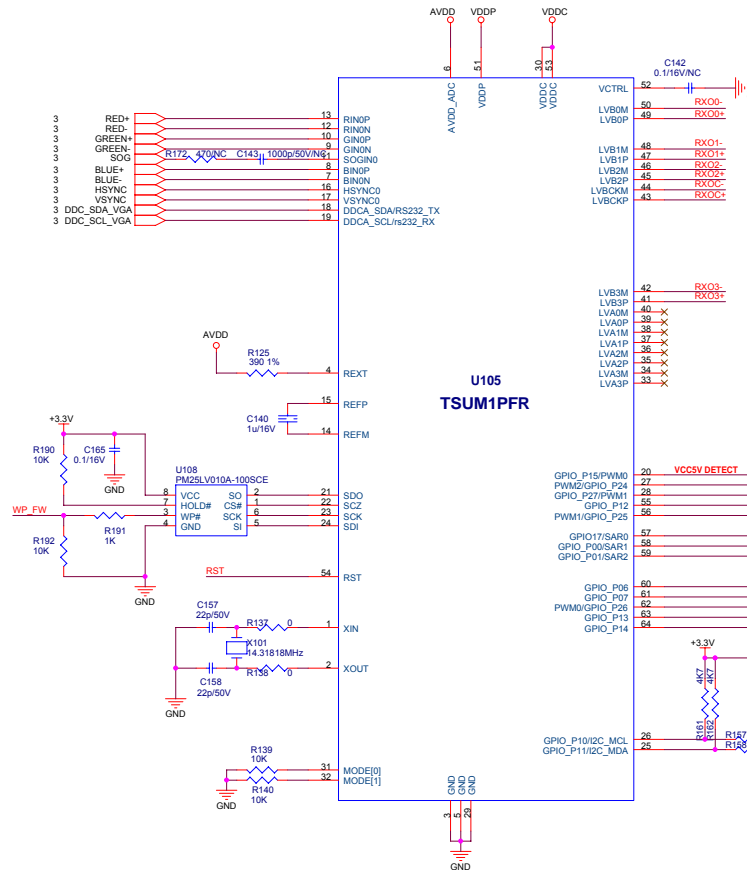 AVDD VDDP VDDC
6 51 30 53
AVDD_ADC VDDP VDDC VDDC
C142
0.1/16V/NC
VCTRL 52
3 RED+ 13 RIN0P
3 RED- 12 RIN0N
3 GREEN+ 10 GIN0P
3 GREEN- 9 GIN0N
3 SOG R172 470/NC C143 1000p/50V/NC 11 SOGIN0
3 BLUE+ 8 BIN0P
3 BLUE- 7 BIN0N
3 HSYNC 16 HSYNC0
3 VSYNC 17 VSYNC0
3 DDC_SDA_VGA 18 DDCA_SDA/RS232_TX
3 DDC_SCL_VGA 19 DDCA_SCL/rs232_RX
LVB0M 50 RXO0-
LVB0P 49 RXO0+
LVB1M 48 RXO1-
LVB1P 47 RXO1+
LVB2M 46 RXO2-
LVB2P 45 RXO2+
LVBCKM 44 RXOC-
LVBCKP 43 RXOC+
LVB3M 42 RXO3-
LVB3P 41 RXO3+
LVA0M 40
LVA0P 39
LVA1M 38
LVA1P 37
LVA2M 36
LVA2P 35
LVA3M 34
LVA3P 33
AVDD
R125
390 1%
4 REXT
U105
TSUM1PFR
15 REFP
C140
1u/16V
14 REFM
+3.3V
R190
10K
C165
0.1/16V
GND
U108
PM25LV010A-100SCE
8 VCC SO 2 21 SDO
7 HOLD# CS# 1 22 SCZ
3 WP# SCK 6 23 SCK
4 GND SI 5 24 SDI
WP_FW
R191
1K
R192
10K
GND
RST 54 RST
GPIO_P15/PWM0 20 VCC5V DETECT
PWM2/GPIO_P24 27
GPIO_P27/PWM1 28
GPIO_P12 55
PWM1/GPIO_P25 56
GPIO17/SAR0 57
GPIO_P00/SAR1 58
GPIO_P01/SAR2 59
GPIO_P06 60
GPIO_P07 61
PWM0/GPIO_P26 62
GPIO_P13 63
GPIO_P14 64
C157
22p/50V
R137 0
1 XIN
X101
14.31818MHz
C158
22p/50V
R138 0
2 XOUT
GND
+3.3V
4K7 4K7
R161 R162
GPIO_P10/I2C_MCL 26 R157
GPIO_P11/I2C_MDA 25 R158
R139
10K
31 MODE[0]
32 MODE[1]
R140
10K
GND
GND GND GND
3 5 29
GND